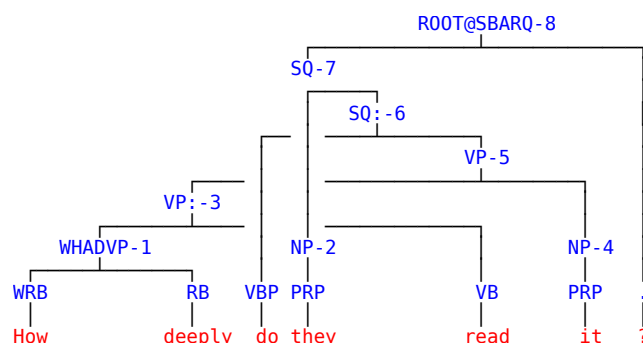 ROOT@SBARQ-8
SQ-7
SQ:-6
VP-5
VP:-3
WHADVP-1 NP-2 NP-4
WRB RB VBP PRP VB PRP .
How deeply do they read it ?